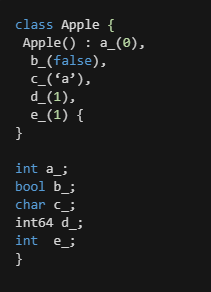 class Apple {
Apple() : a_(0),
b_(false),
c_(‘a’),
d_(1),
e_(1) {
}
int a_;
bool b_;
char c_;
int64 d_;
int  e_;
}